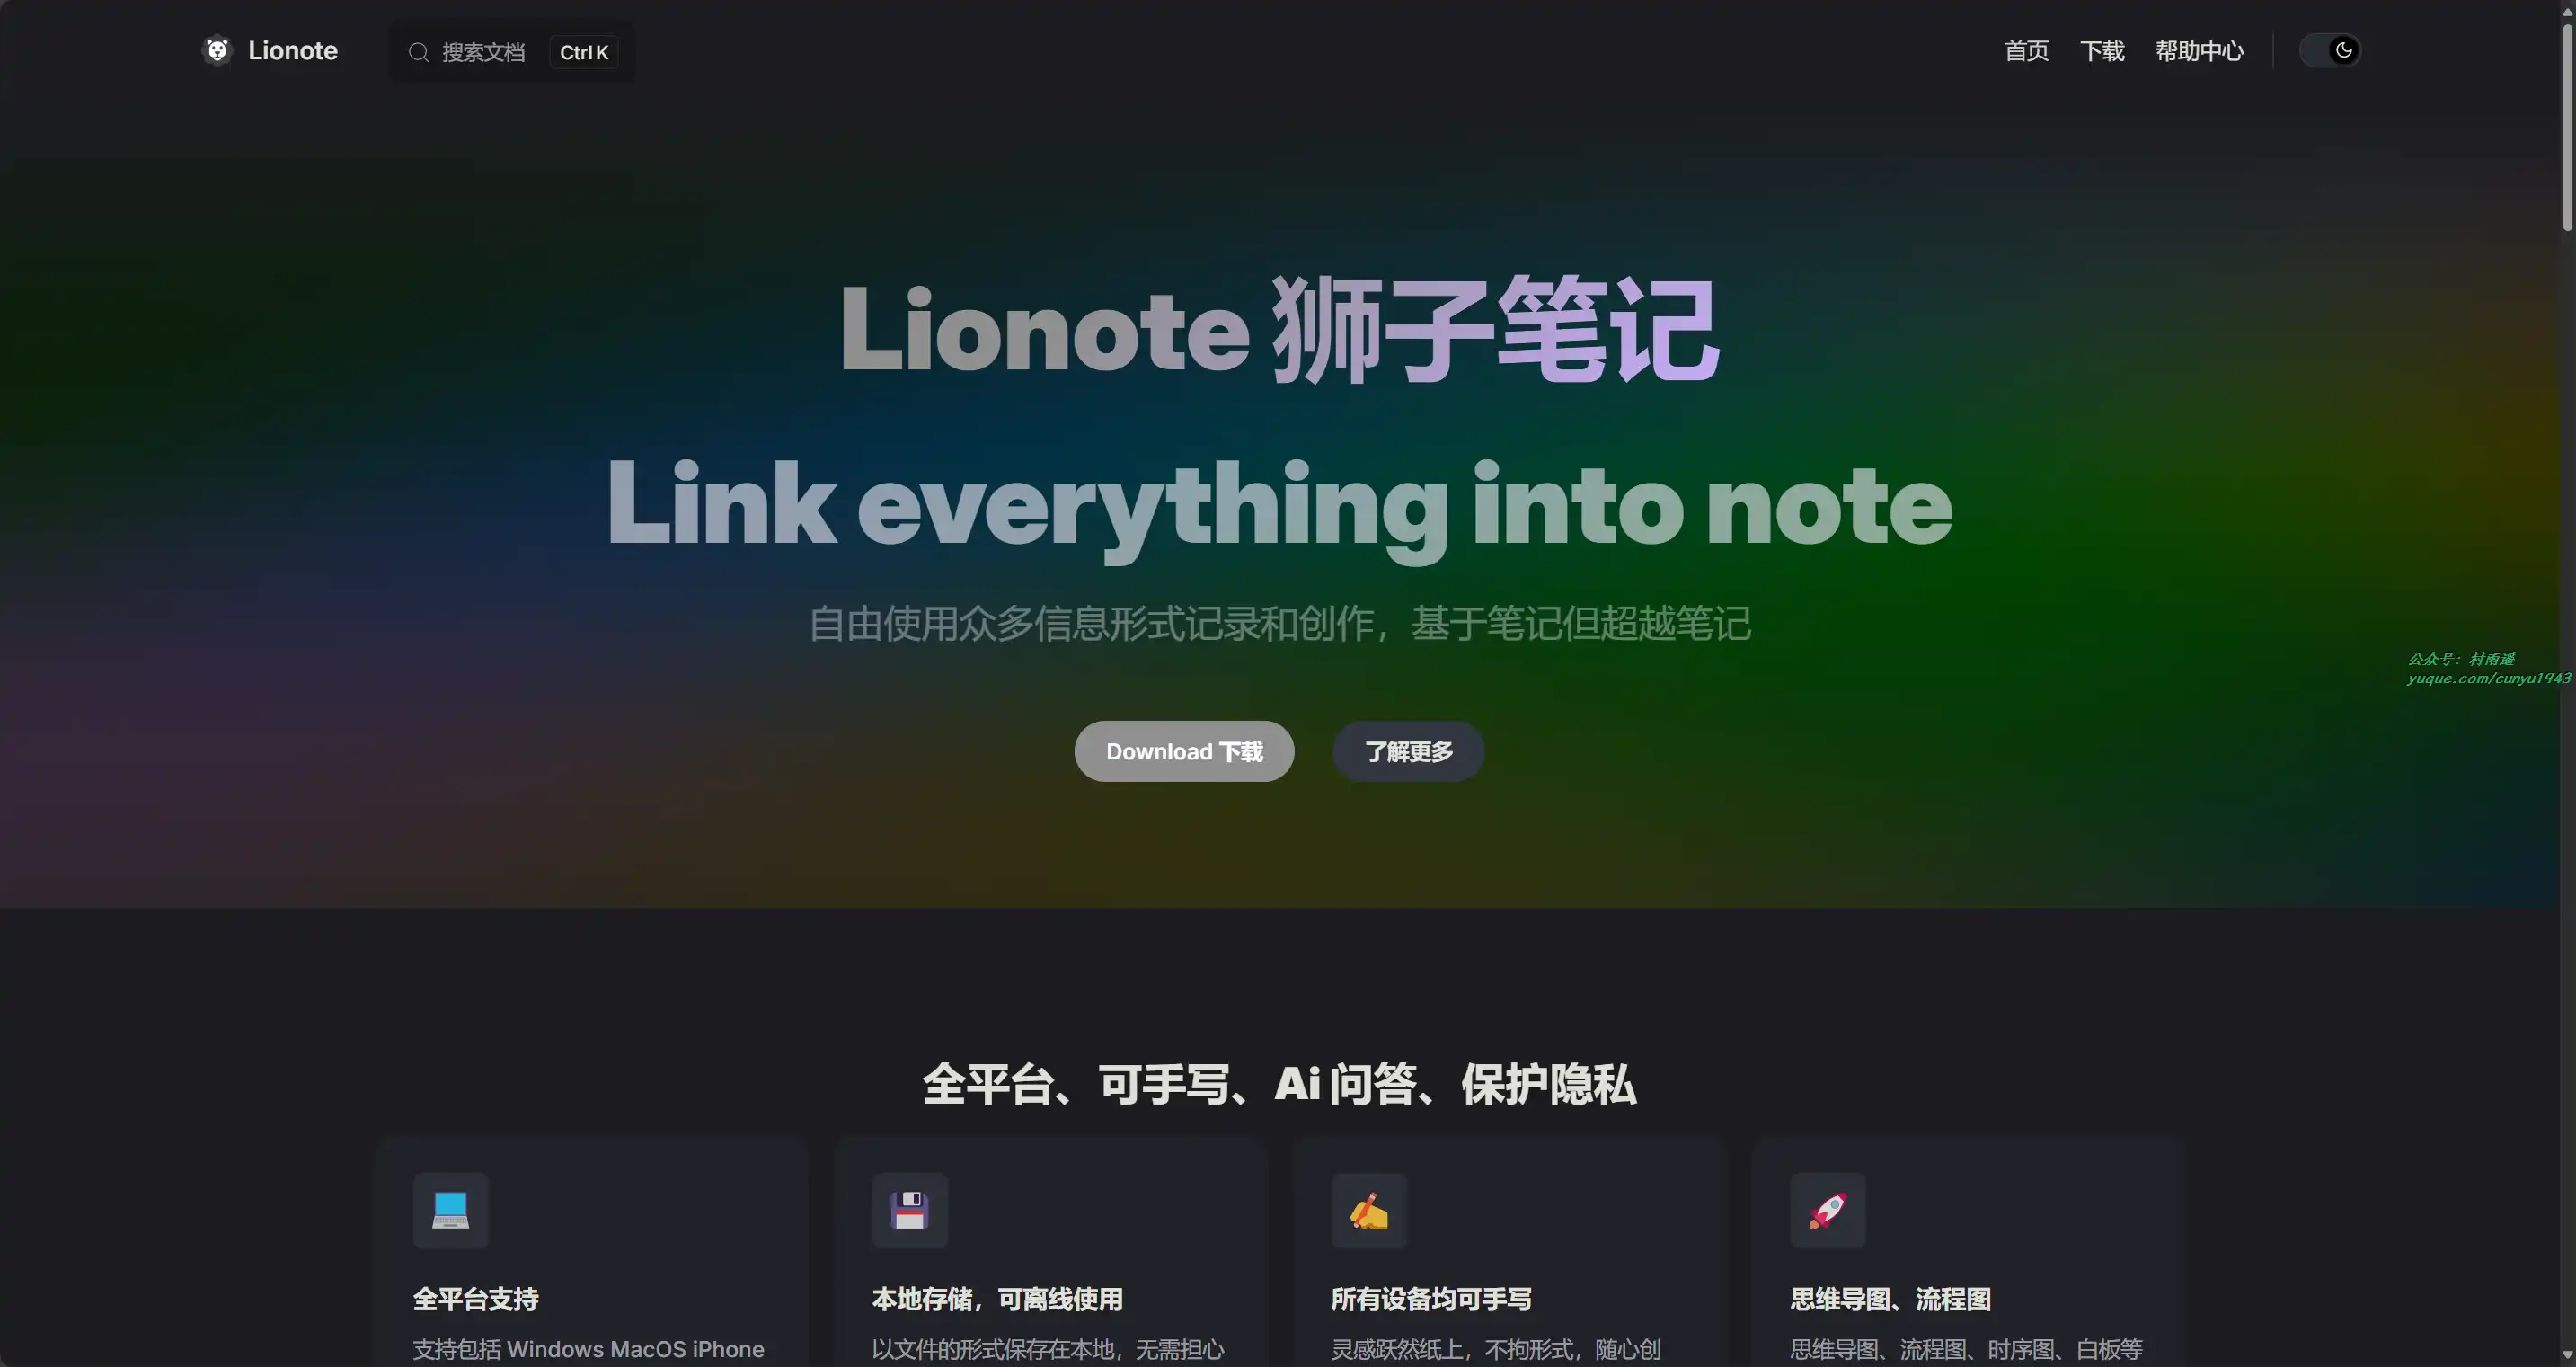 Lionote
搜索文档 Ctrl K
首页 下载 帮助中心
Lionote 狮子笔记
Link everything into note
自由使用众多信息形式记录和创作，基于笔记但超越笔记
公众号：村雨遥
yuque.com/cunyu1943
Download 下载
了解更多
全平台、可手写、Ai 问答、保护隐私
全平台支持
支持包括 Windows MacOS iPhone
本地存储，可离线使用
以文件的形式保存在本地，无需担心
所有设备均可手写
灵感跃然纸上，不拘形式，随心创
思维导图、流程图
思维导图、流程图、时序图、白板等